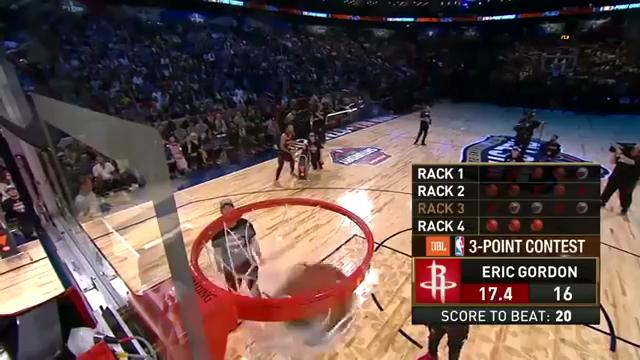 RACK 1
RACK 2
RACK 3
RACK 4
JBL 3-POINT CONTEST
R ERIC GORDON
17.4 16
SCORE TO BEAT: 20